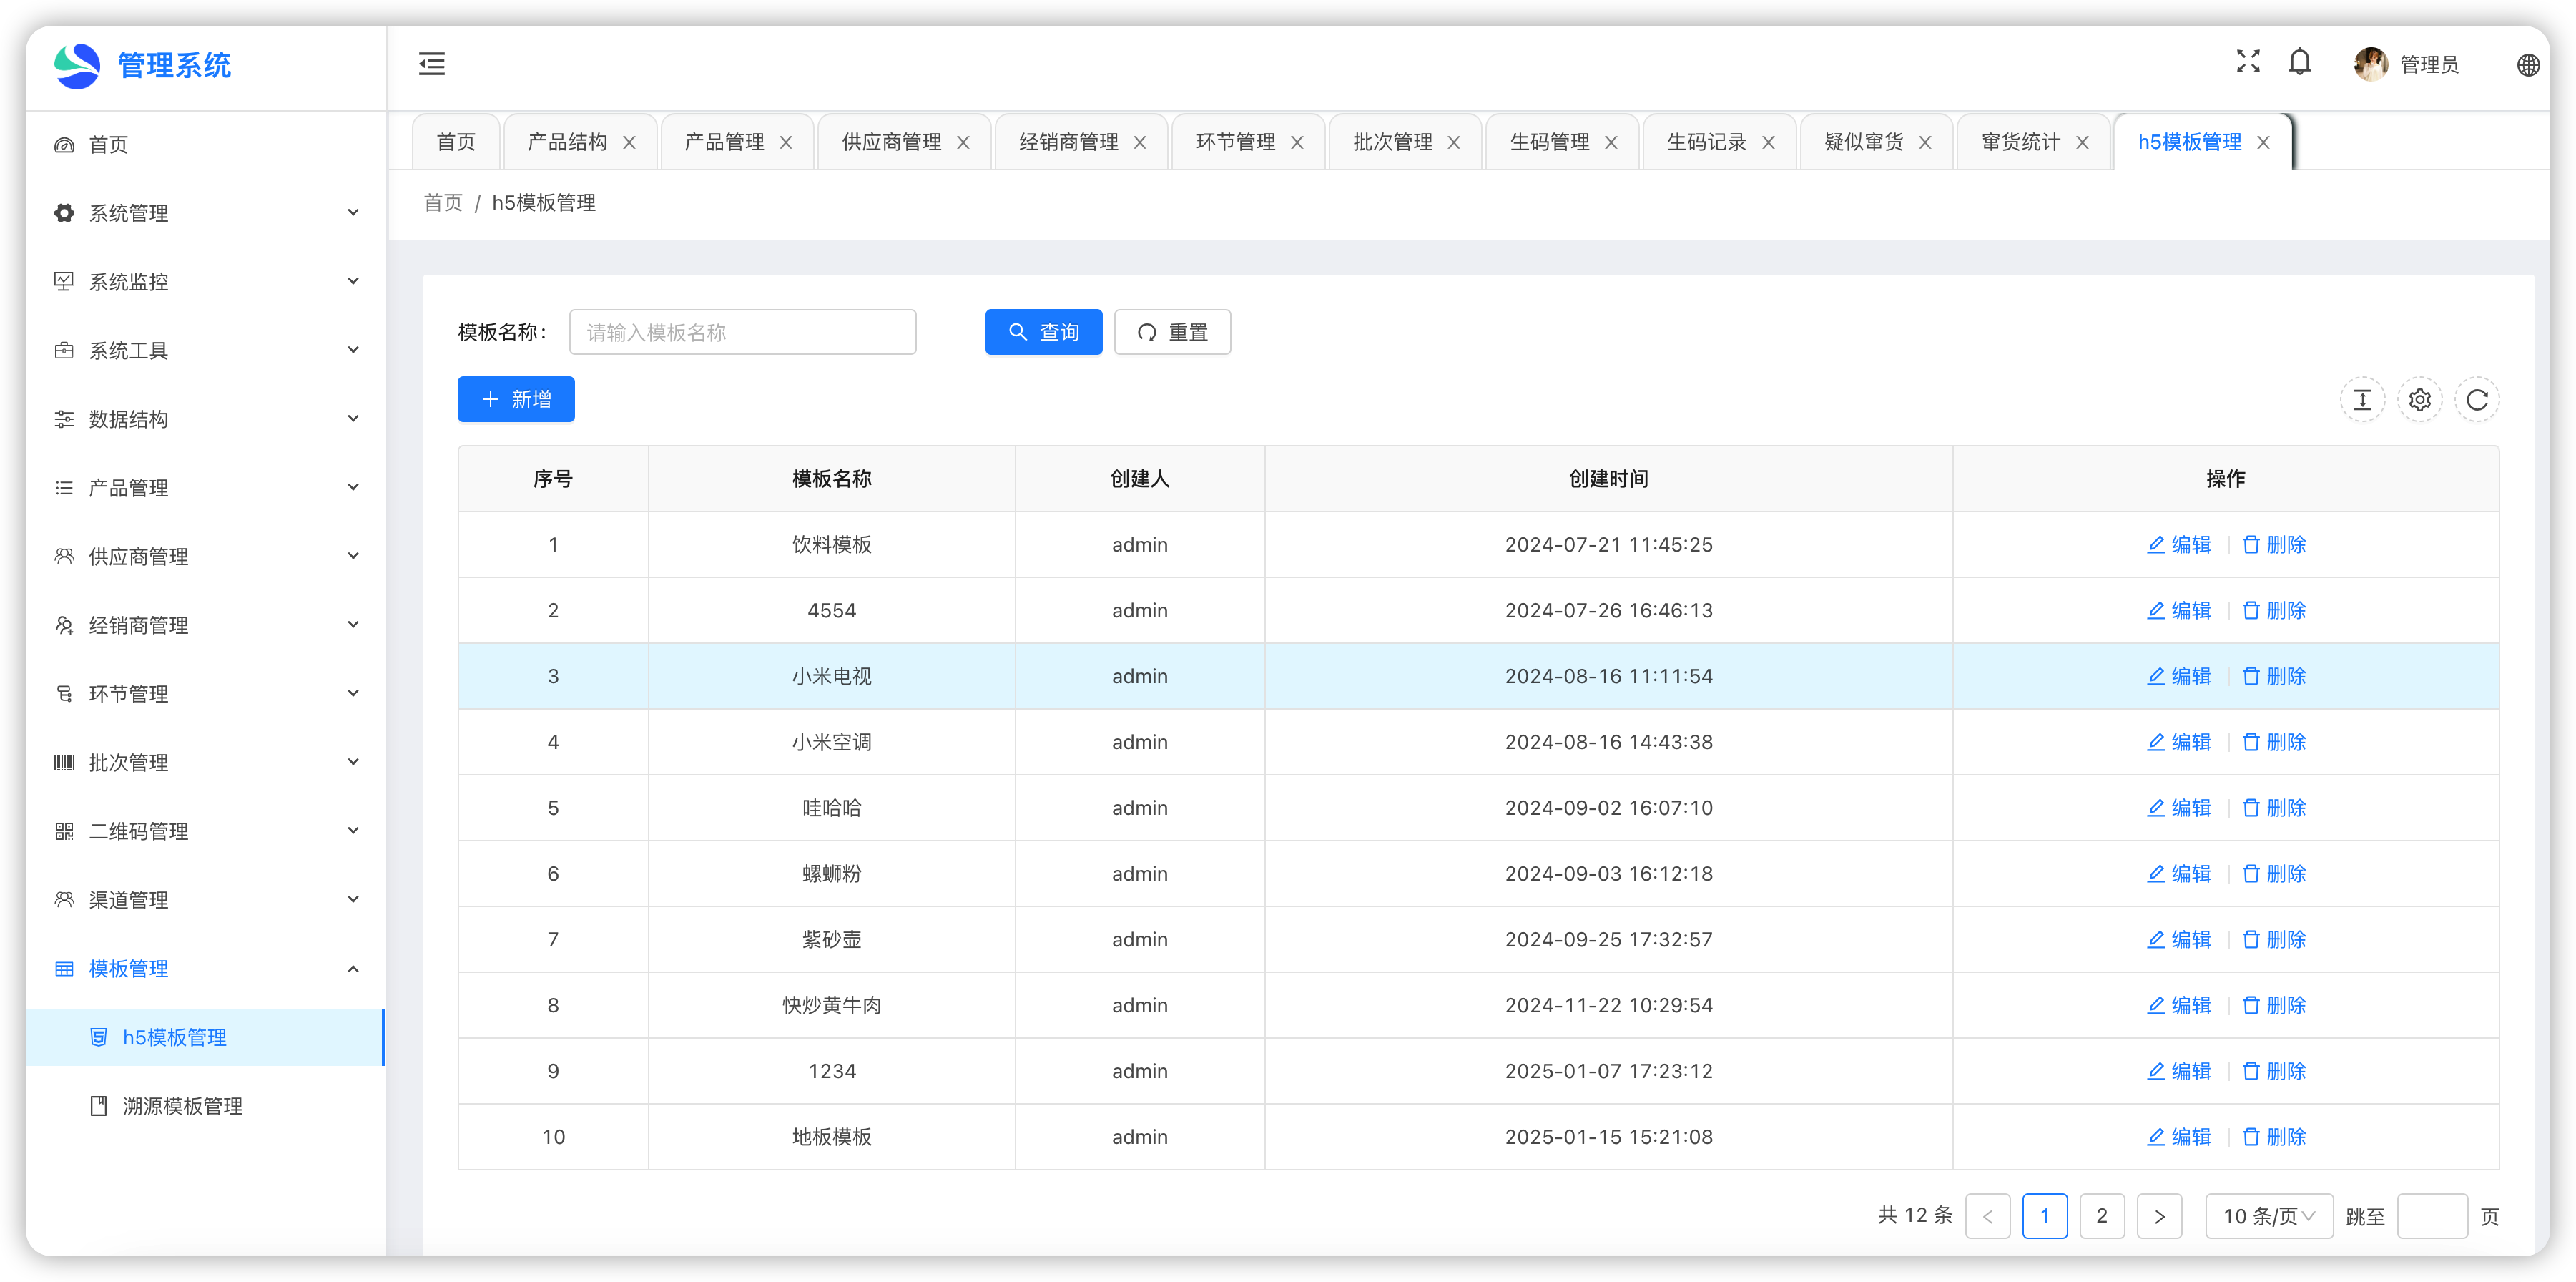 管理系统
管理员
首页
系统管理
系统监控
系统工具
数据结构
产品管理
供应商管理
经销商管理
环节管理
批次管理
二维码管理
渠道管理
模板管理
h5模板管理
溯源模板管理
首页 产品结构 产品管理 供应商管理 经销商管理 环节管理 批次管理 生码管理 生码记录 疑似窜货 窜货统计 h5模板管理
首页 / h5模板管理
模板名称： 请输入模板名称 查询 重置
新增
序号 模板名称 创建人 创建时间 操作
1 饮料模板 admin 2024-07-21 11:45:25 编辑 删除
2 4554 admin 2024-07-26 16:46:13 编辑 删除
3 小米电视 admin 2024-08-16 11:11:54 编辑 删除
4 小米空调 admin 2024-08-16 14:43:38 编辑 删除
5 哇哈哈 admin 2024-09-02 16:07:10 编辑 删除
6 螺蛳粉 admin 2024-09-03 16:12:18 编辑 删除
7 紫砂壶 admin 2024-09-25 17:32:57 编辑 删除
8 快炒黄牛肉 admin 2024-11-22 10:29:54 编辑 删除
9 1234 admin 2025-01-07 17:23:12 编辑 删除
10 地板模板 admin 2025-01-15 15:21:08 编辑 删除
共 12 条 < 1 2 > 10 条/页 跳至 页